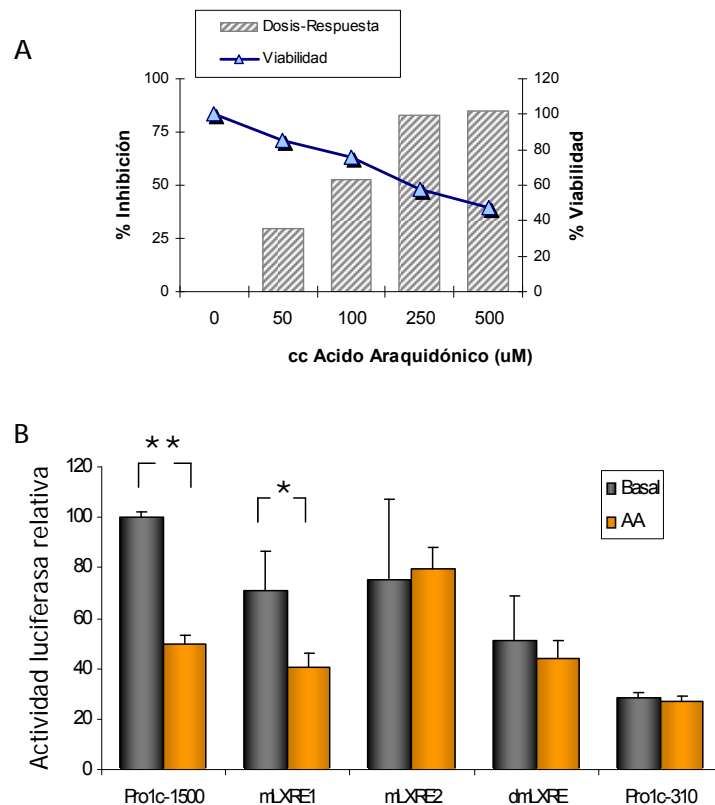 A
Dosis-Respuesta
Viabilidad
% Inhibición
100
75
50
25
0
120
100
80
60
40
20
0
% Viabilidad
0 50 100 250 500
cc Acido Araquidónico (uM)
B
Actividad luciferasa relativa
120
100
80
60
40
20
0
* *
*
Basal
AA
Pro1c-1500 mLXRE1 mLXRE2 dmLXRE Pro1c-310